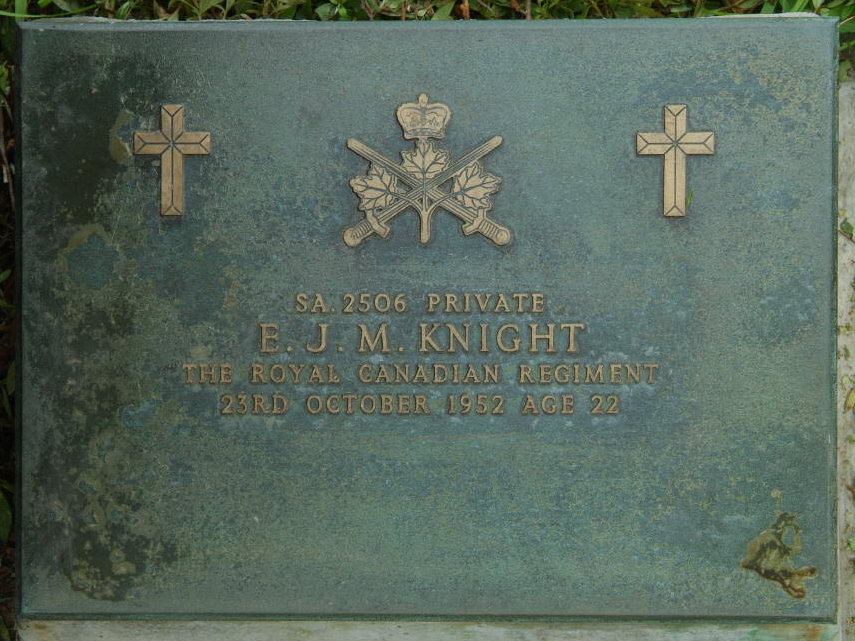 SA. 2506 PRIVATE
E. J. M. KNIGHT
THE ROYAL CANADIAN REGIMENT
23RD OCTOBER 1952 AGE 22